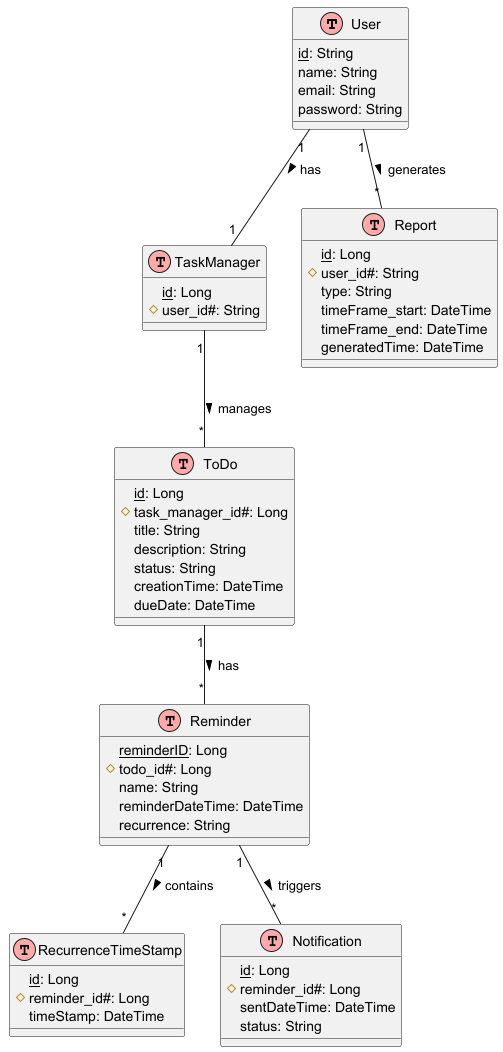 T User
id: String
name: String
email: String
password: String
1
1
has
generates
1
*
T TaskManager
id: Long
user_id#: String
T Report
id: Long
user_id#: String
type: String
timeFrame_start: DateTime
timeFrame_end: DateTime
generatedTime: DateTime
1
manages
*
T ToDo
id: Long
task_manager_id#: Long
title: String
description: String
status: String
creationTime: DateTime
dueDate: DateTime
1
has
*
T Reminder
reminderID: Long
todo_id#: Long
name: String
reminderDateTime: DateTime
recurrence: String
1
1
contains
triggers
*
*
T RecurrenceTimeStamp
id: Long
reminder_id#: Long
timeStamp: DateTime
T Notification
id: Long
reminder_id#: Long
sentDateTime: DateTime
status: String